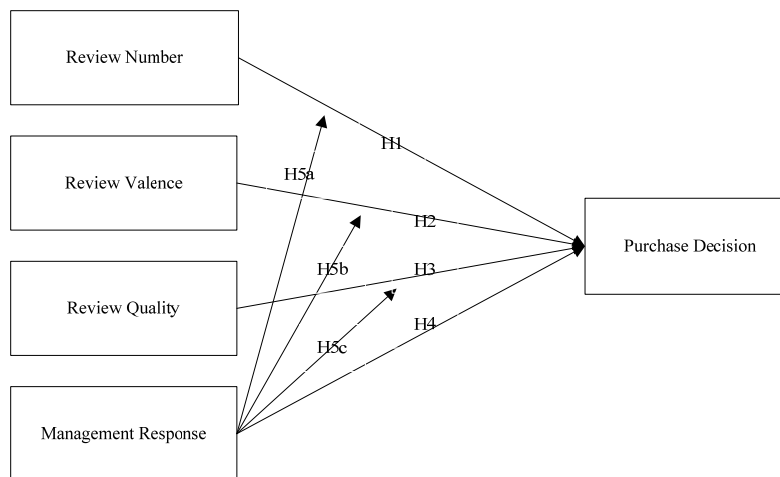 Review Number
H1
H5a
Review Valence
H2
Purchase Decision
H5b
H3
Review Quality
H4
H5c
Management Response